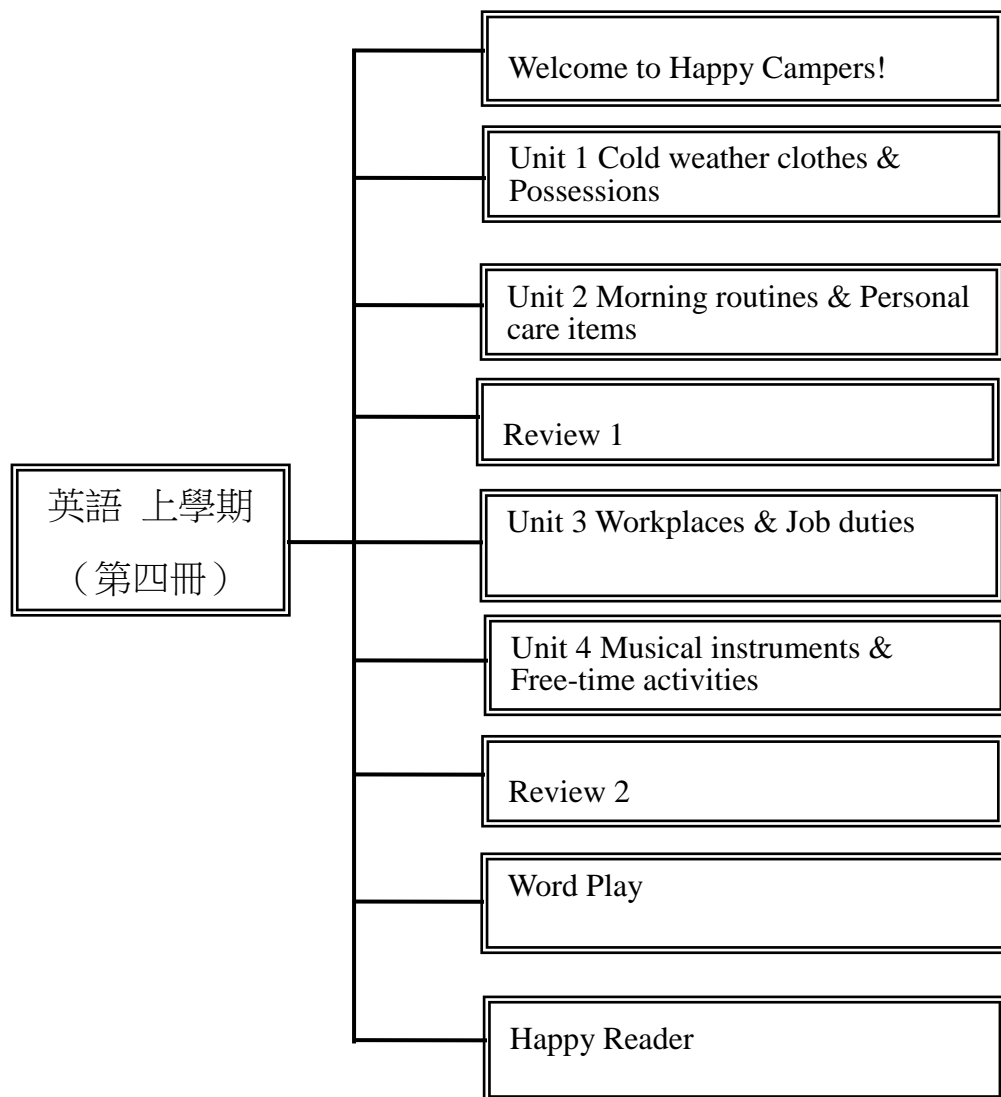 Welcome to Happy Campers!
Unit 1 Cold weather clothes &
Possessions
Unit 2 Morning routines & Personal
care items
Review 1
英語 上學期
（第四冊）
Unit 3 Workplaces & Job duties
Unit 4 Musical instruments &
Free-time activities
Review 2
Word Play
Happy Reader